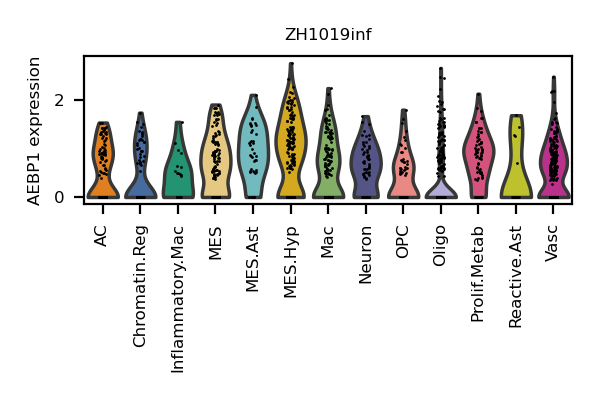 ZH1019inf
AEBP1 expression
2
0
AC
Chromatin.Reg
Inflammatory.Mac
MES
MES.Ast
MES.Hyp
Mac
Neuron
OPC
Oligo
Prolif.Metab
Reactive.Ast
Vasc